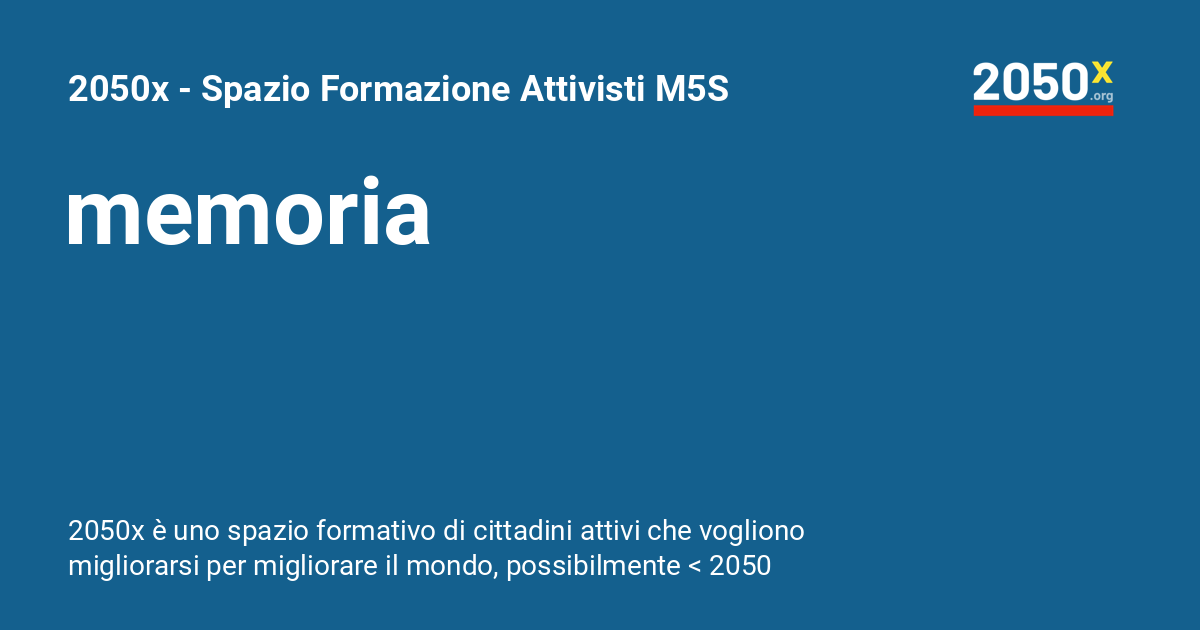 2050x - Spazio Formazione Attivisti M5S
2050x
.org
memoria
2050x è uno spazio formativo di cittadini attivi che vogliono
migliorarsi per migliorare il mondo, possibilmente < 2050